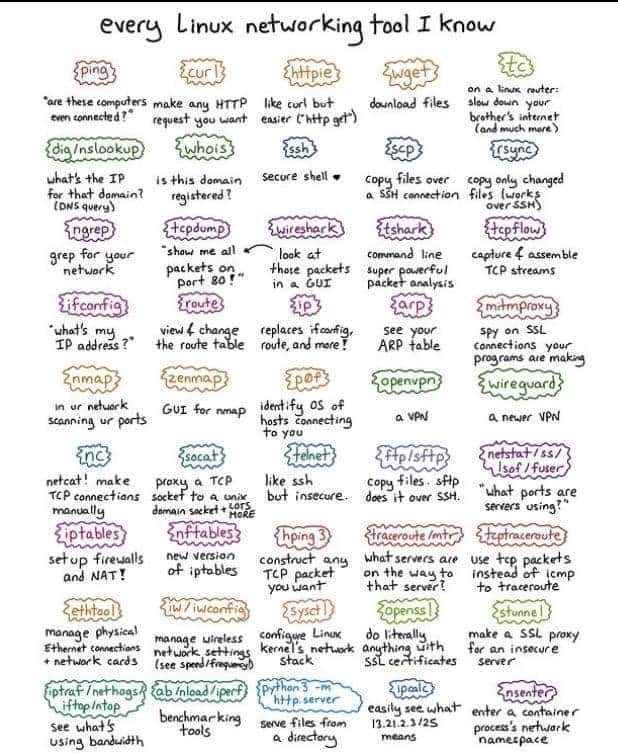 every Linux networking tool I know
ping
"are these computers
even connected?"
curl
make any HTTP
request you want
httpie
like curl but
easier ("http get")
wget
download files
tc
on a linux router:
slow down your
brother's internet
(and much more)
dig/nslookup
what's the IP
for that domain?
(DNS query)
whois
is this domain
registered?
ssh
secure shell ♥
scp
copy files over
a SSH connection
rsync
copy only changed
files (works
over SSH)
ngrep
grep for your
network
tcpdump
"show me all
packets on
port 80!"
wireshark
look at
those packets
in a GUI
tshark
command line
super powerful
packet analysis
tcpflow
capture & assemble
TCP streams
ifconfig
"what's my
IP address?"
route
view & change
the route table
ip
replaces ifconfig,
route, and more!
arp
see your
ARP table
mitmproxy
spy on SSL
connections your
programs are making
nmap
in ur network
scanning ur ports
zenmap
GUI for nmap
p0f
identify OS of
hosts connecting
to you
openvpn
a VPN
wireguard
a newer VPN
nc
netcat! make
TCP connections
manually
socat
proxy a TCP
socket to a unix
domain socket + LOTS
MORE
telnet
like ssh
but insecure.
ftp/sftp
copy files. sftp
does it over SSH.
netstat/ss/
lsof/fuser
"what ports are
servers using?"
iptables
set up firewalls
and NAT!
nftables
new version
of iptables
hping3
construct any
TCP packet
you want
traceroute/mtr
what servers are
on the way to
that server?
tcptraceroute
use tcp packets
instead of icmp
to traceroute
ethtool
manage physical
Ethernet connections
+ network cards
iw/iwconfig
manage wireless
network settings
(see speed/frequency!)
sysctl
configure Linux
kernel's network
stack
openssl
do literally
anything with
SSL certificates
stunnel
make a SSL proxy
for an insecure
server
iptraf/nethogs/
iftop/ntop
see what's
using bandwidth
ab/nload/iperf
benchmarking
tools
python3 -m
http.server
serve files from
a directory
ipcalc
easily see what
13.21.2.3/25
means
nsenter
enter a container
process's network
namespace